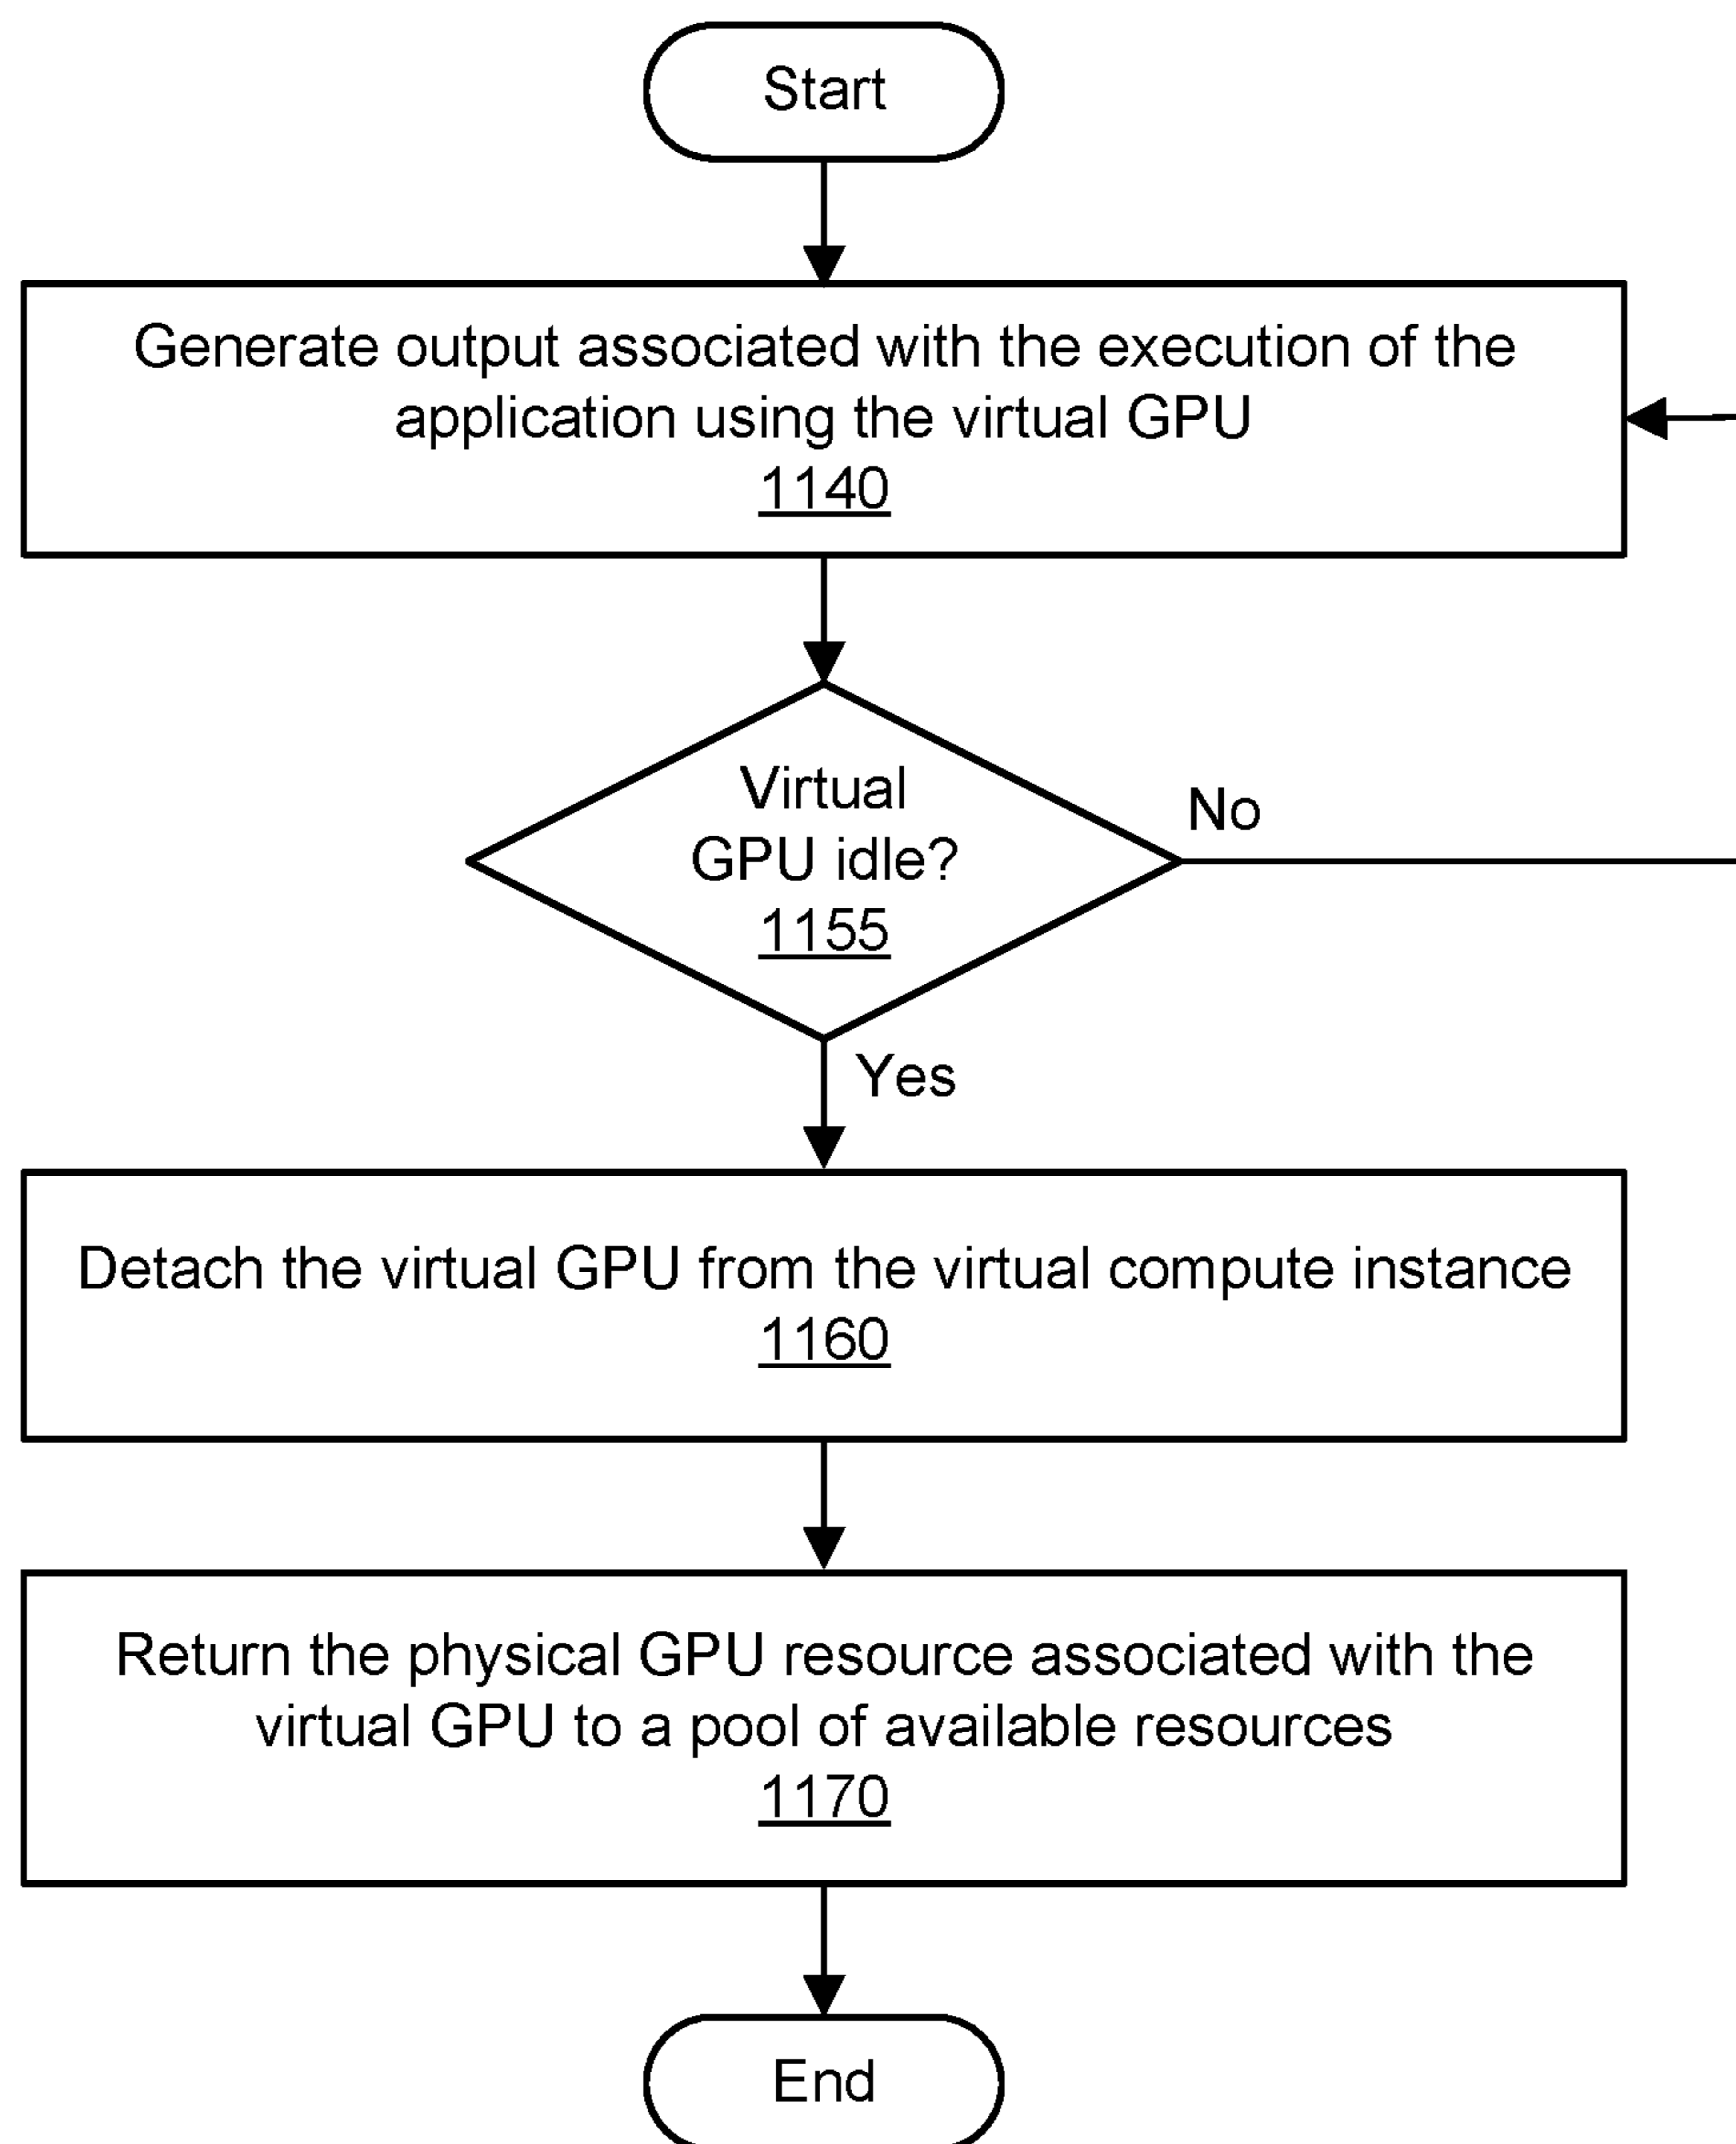 Start
Generate output associated with the execution of the
application using the virtual GPU
1140
Virtual
GPU idle?
1155
No
Yes
Detach the virtual GPU from the virtual compute instance
1160
Return the physical GPU resource associated with the
virtual GPU to a pool of available resources
1170
End